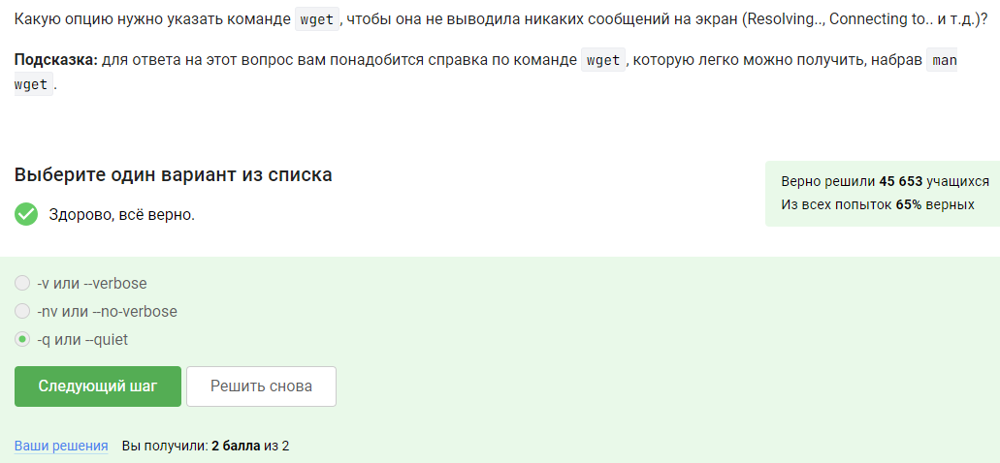 Какую опцию нужно указать команде wget, чтобы она не выводила никаких сообщений на экран (Resolving.., Connecting to.. и т.д.)?
Подсказка: для ответа на этот вопрос вам понадобится справка по команде wget, которую легко можно получить, набрав man
wget.
Выберите один вариант из списка
Здорово, всё верно.
Верно решили 45 653 учащихся
Из всех попыток 65% верных
-v или --verbose
-nv или --no-verbose
-q или --quiet
Следующий шаг
Решить снова
Ваши решения Вы получили: 2 балла из 2